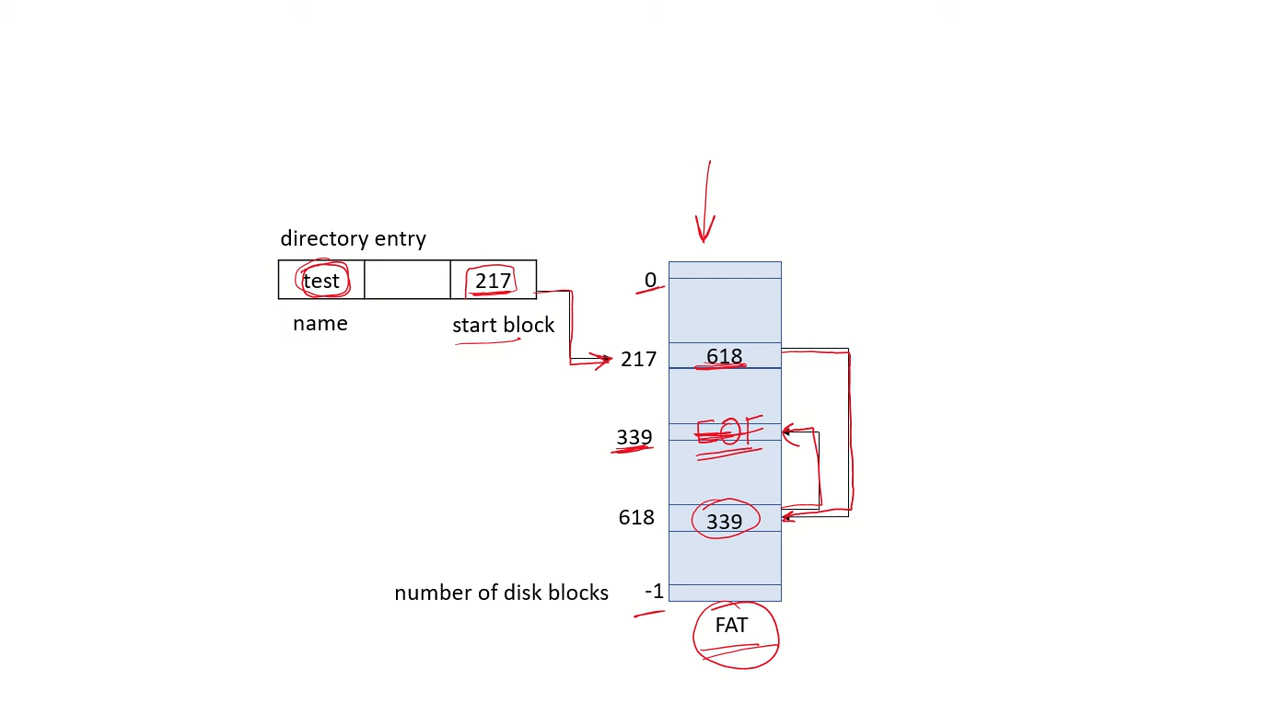 directory entry
test 217
name start block
0
217 618
339 EOF
618 339
number of disk blocks -1
FAT